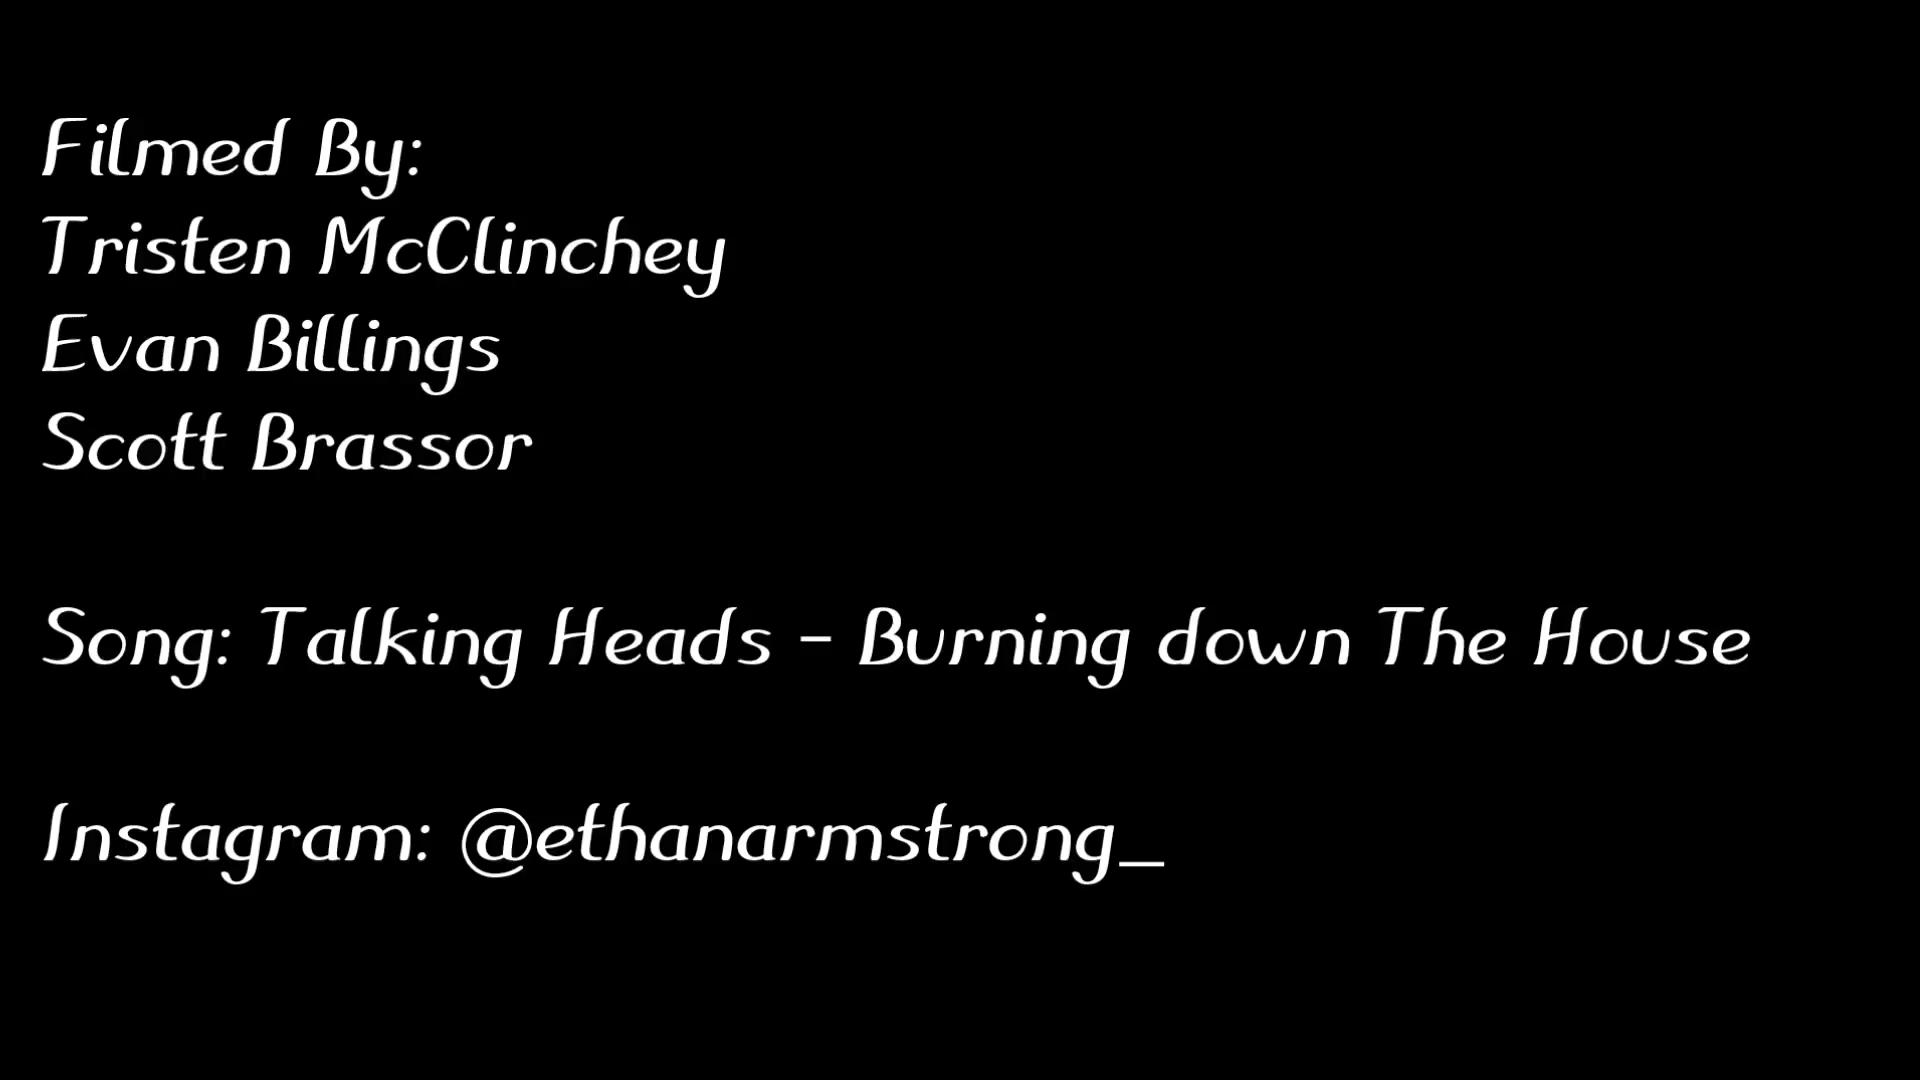 Filmed By:
Tristen McClinchey
Evan Billings
Scott Brassor
Song: Talking Heads - Burning down The House
Instagram: @ethanarmstrong_